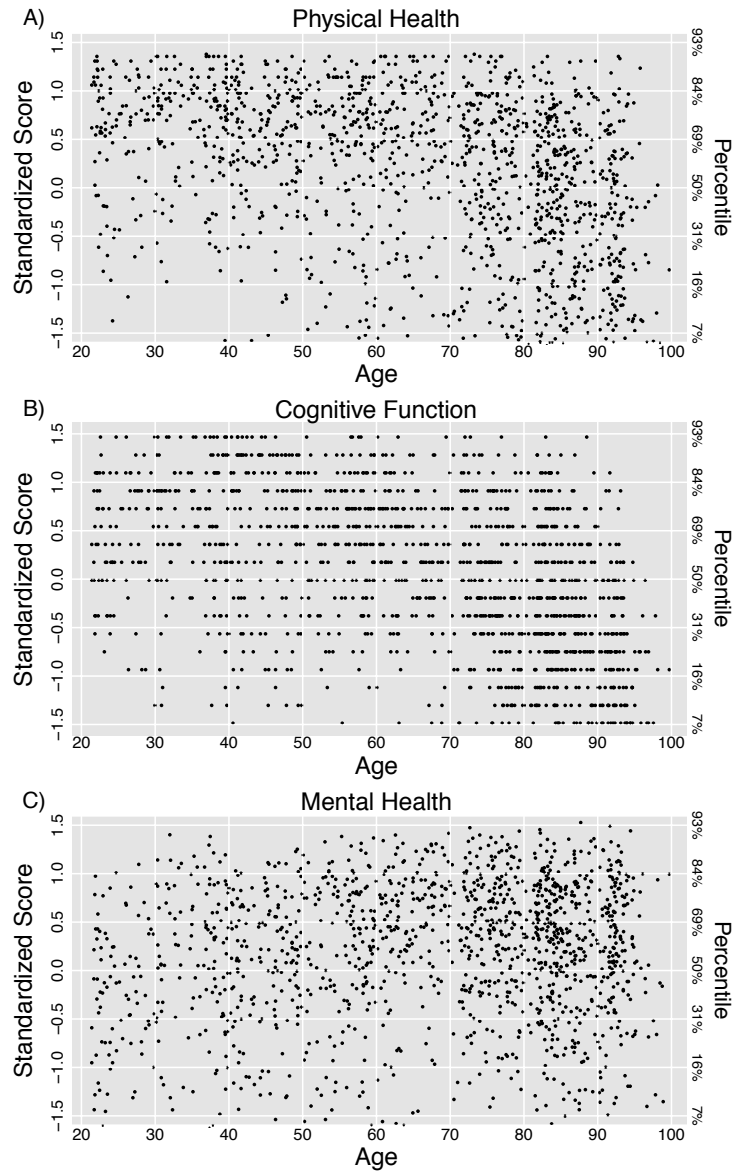 A)
Physical Health
Standardized Score
1.5
1.0
0.5
0.0
−0.5
−1.0
−1.5
93%
84%
69%
50%
31%
16%
7%
Percentile
20 30 40 50 60 70 80 90 100
Age
B)
Cognitive Function
Standardized Score
1.5
1.0
0.5
0.0
−0.5
−1.0
−1.5
93%
84%
69%
50%
31%
16%
7%
Percentile
20 30 40 50 60 70 80 90 100
Age
C)
Mental Health
Standardized Score
1.5
1.0
0.5
0.0
−0.5
−1.0
−1.5
93%
84%
69%
50%
31%
16%
7%
Percentile
20 30 40 50 60 70 80 90 100
Age